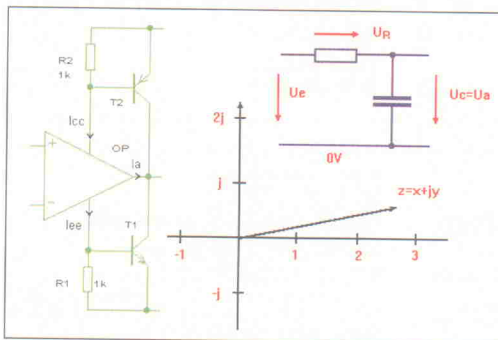 R2
1k
T2
Icc
OP
+
-
Ia
Iee
T1
R1
1k
UR
Ue
Uc=Ua
0V
2j
j
-j
z=x+jy
-1
0
1
2
3